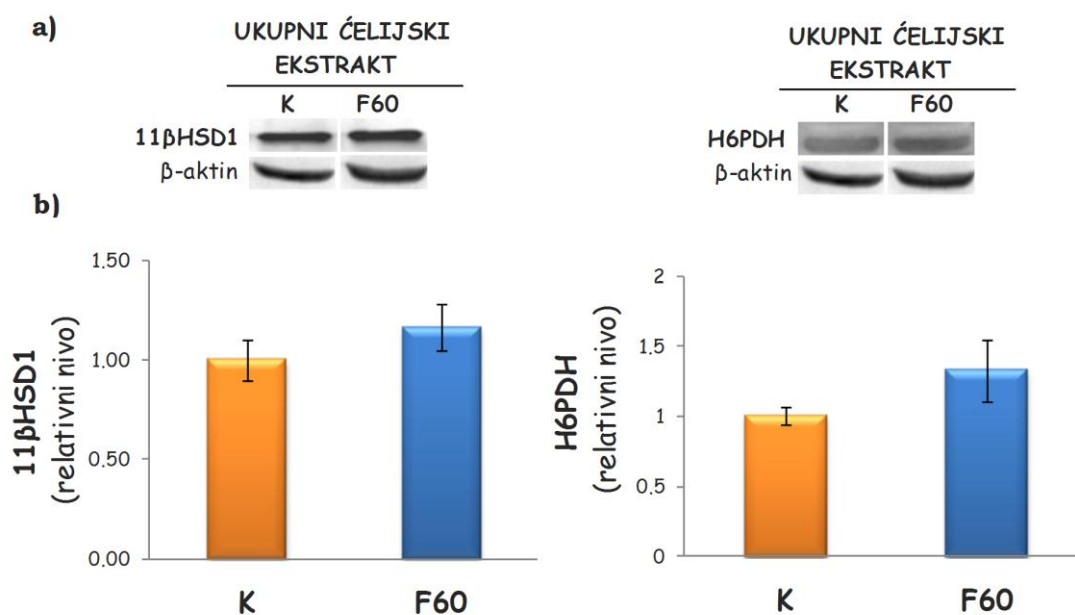 a)
UKUPNI ĆELIJSKI
EKSTRAKT
K F60
11βHSD1
β-aktin
UKUPNI ĆELIJSKI
EKSTRAKT
K F60
H6PDH
β-aktin
b)
11βHSD1
(relativni nivo)
1.50
1.00
0.50
0.00
K F60
H6PDH
(relativni nivo)
2
1.5
1
0.5
0
K F60